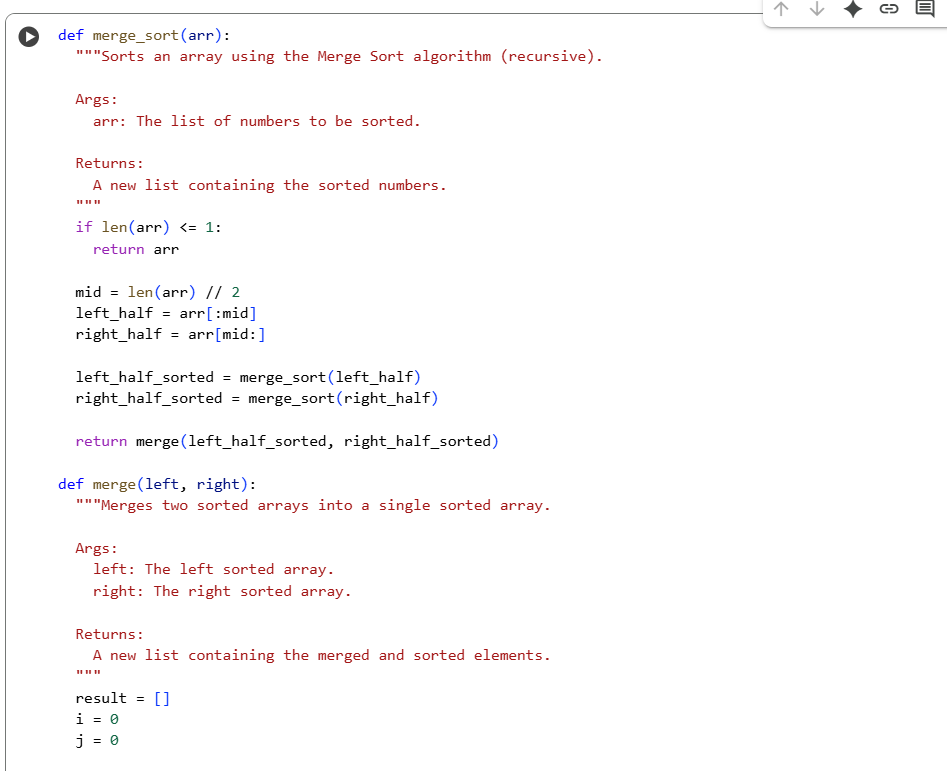 def merge_sort(arr):
  """Sorts an array using the Merge Sort algorithm (recursive).

  Args:
    arr: The list of numbers to be sorted.

  Returns:
    A new list containing the sorted numbers.
  """
  if len(arr) <= 1:
    return arr

  mid = len(arr) // 2
  left_half = arr[:mid]
  right_half = arr[mid:]

  left_half_sorted = merge_sort(left_half)
  right_half_sorted = merge_sort(right_half)

  return merge(left_half_sorted, right_half_sorted)

def merge(left, right):
  """Merges two sorted arrays into a single sorted array.

  Args:
    left: The left sorted array.
    right: The right sorted array.

  Returns:
    A new list containing the merged and sorted elements.
  """
  result = []
  i = 0
  j = 0